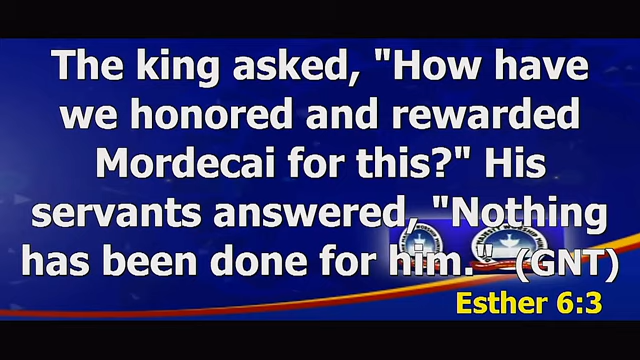 The king asked, "How have
we honored and rewarded
Mordecai for this?" His
servants answered, "Nothing
has been done for him." (GNT)
Esther 6:3